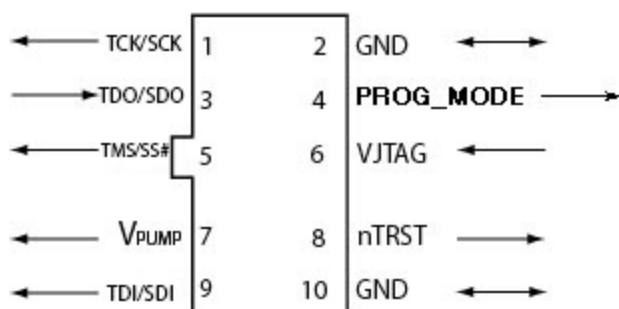 TCK/SCK 1 2 GND
TDO/SDO 3 4 PROG_MODE
TMS/SS# 5 6 VJTAG
VPUMP 7 8 nTRST
TDI/SDI 9 10 GND